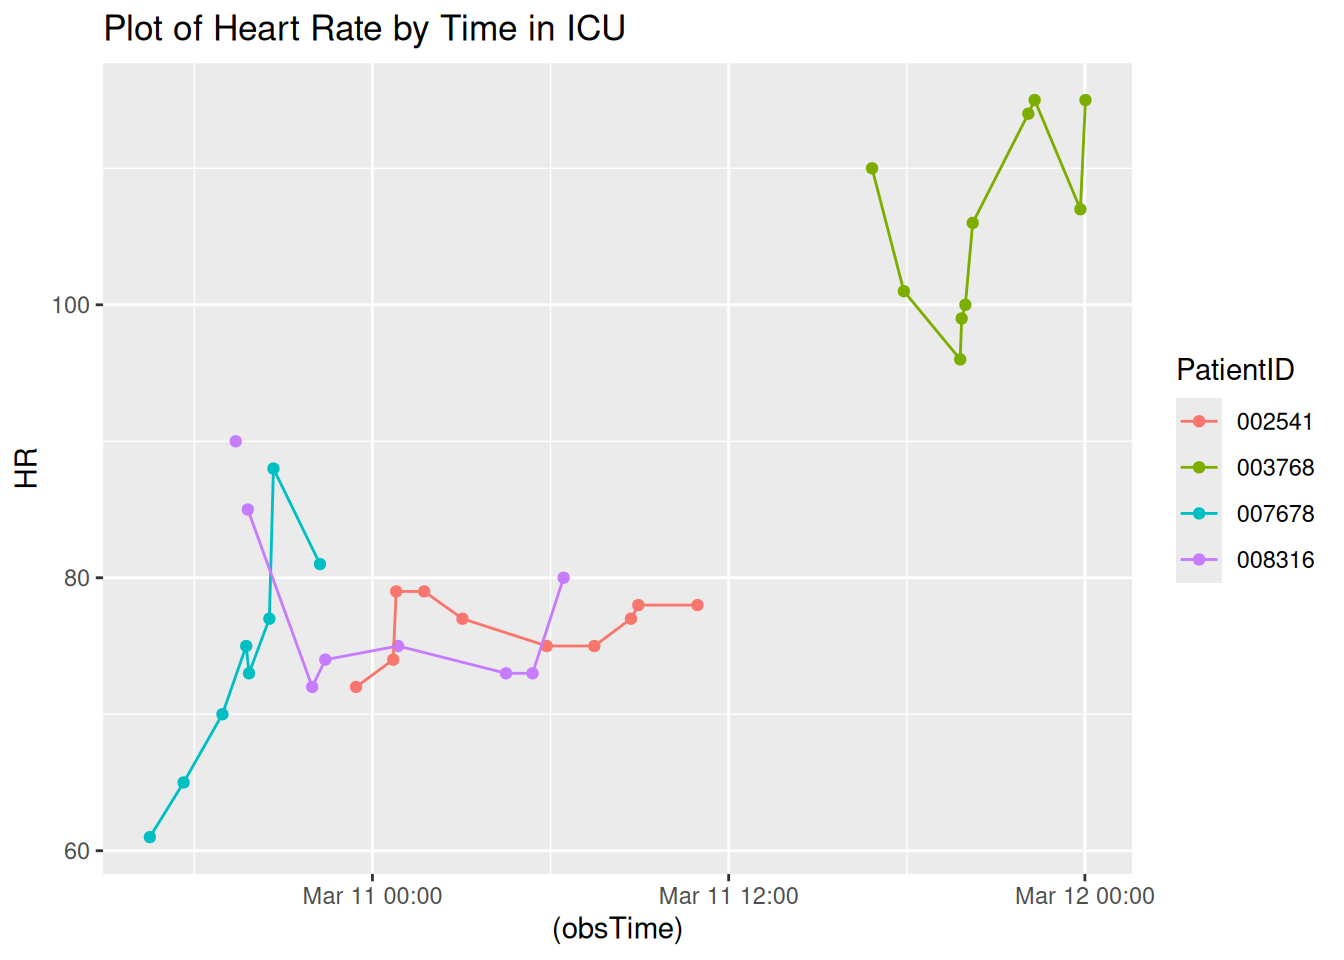 Plot of Heart Rate by Time in ICU
HR
100
80
60
Mar 11 00:00
Mar 11 12:00
Mar 12 00:00
(obsTime)
PatientID
002541
003768
007678
008316